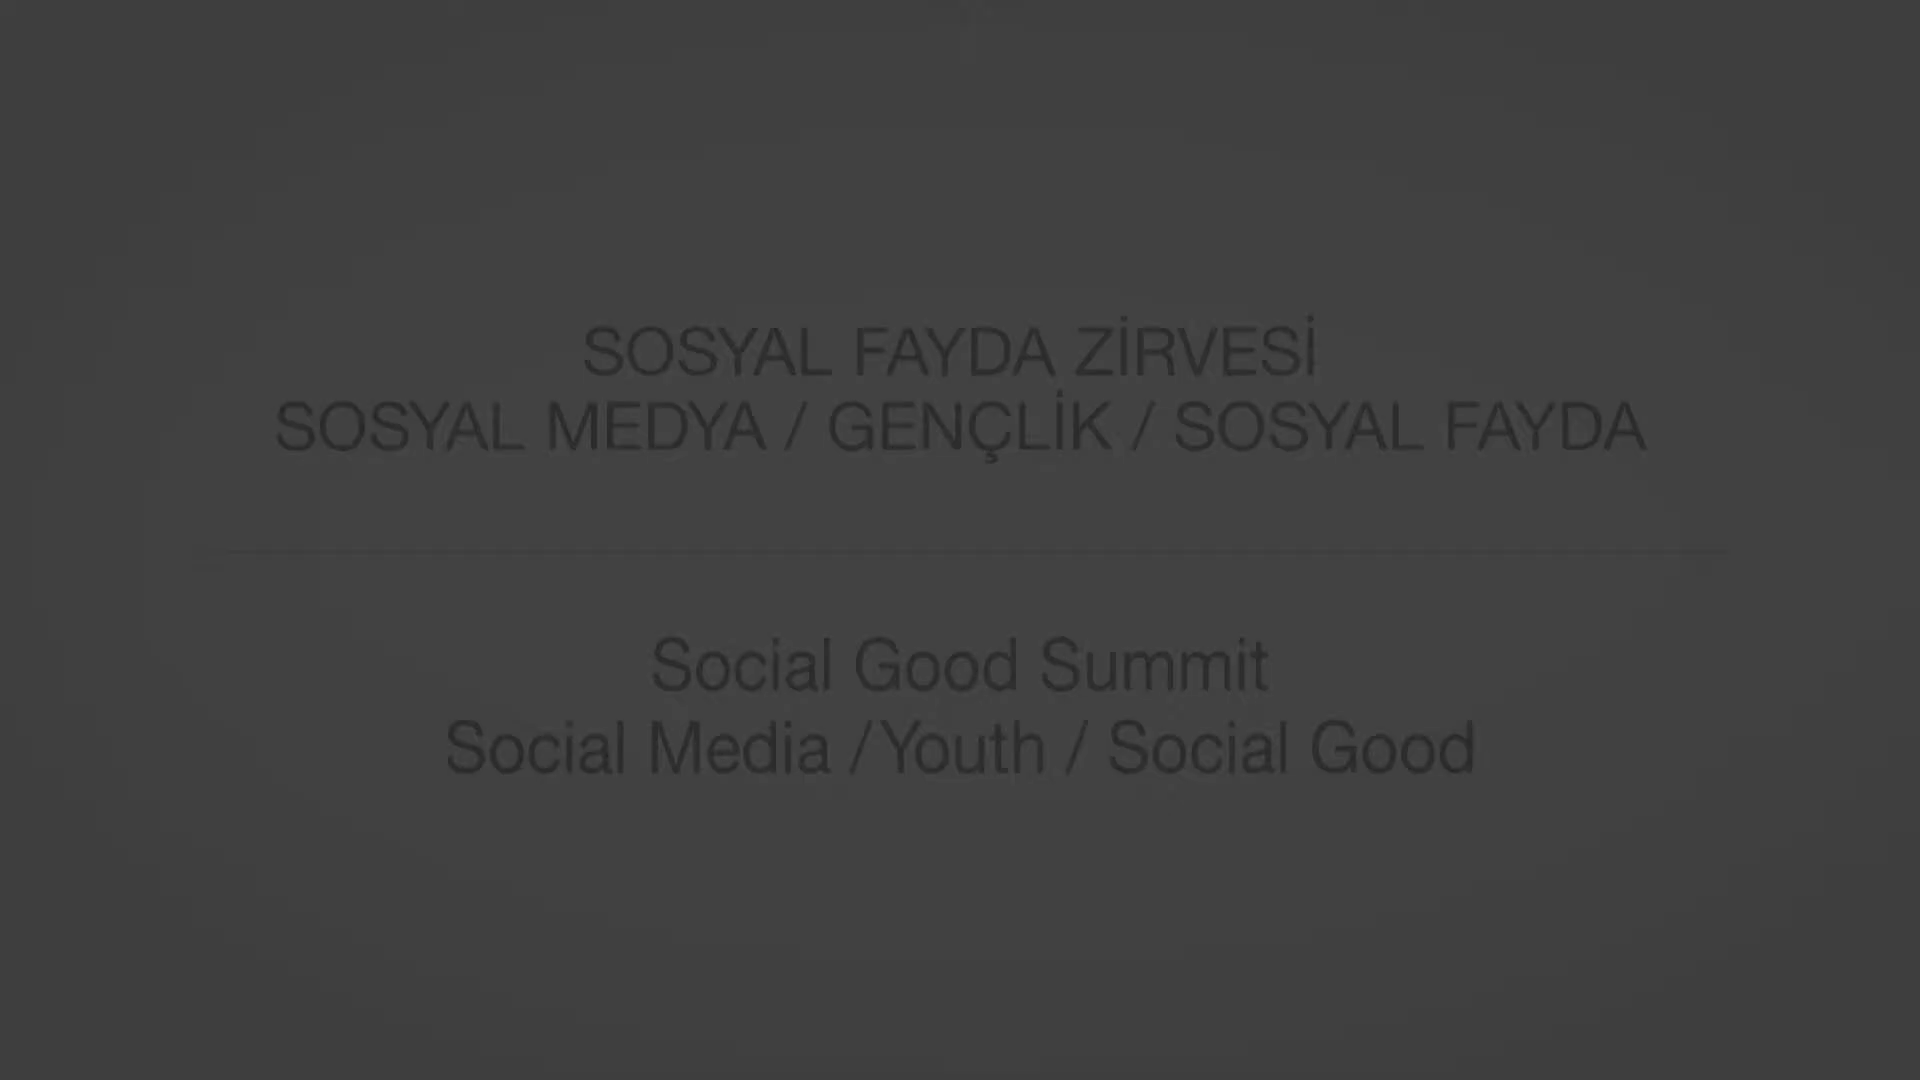 SOSYAL FAYDA ZİRVESİ
SOSYAL MEDYA / GENÇLİK / SOSYAL FAYDA
Social Good Summit
Social Media / Youth / Social Good